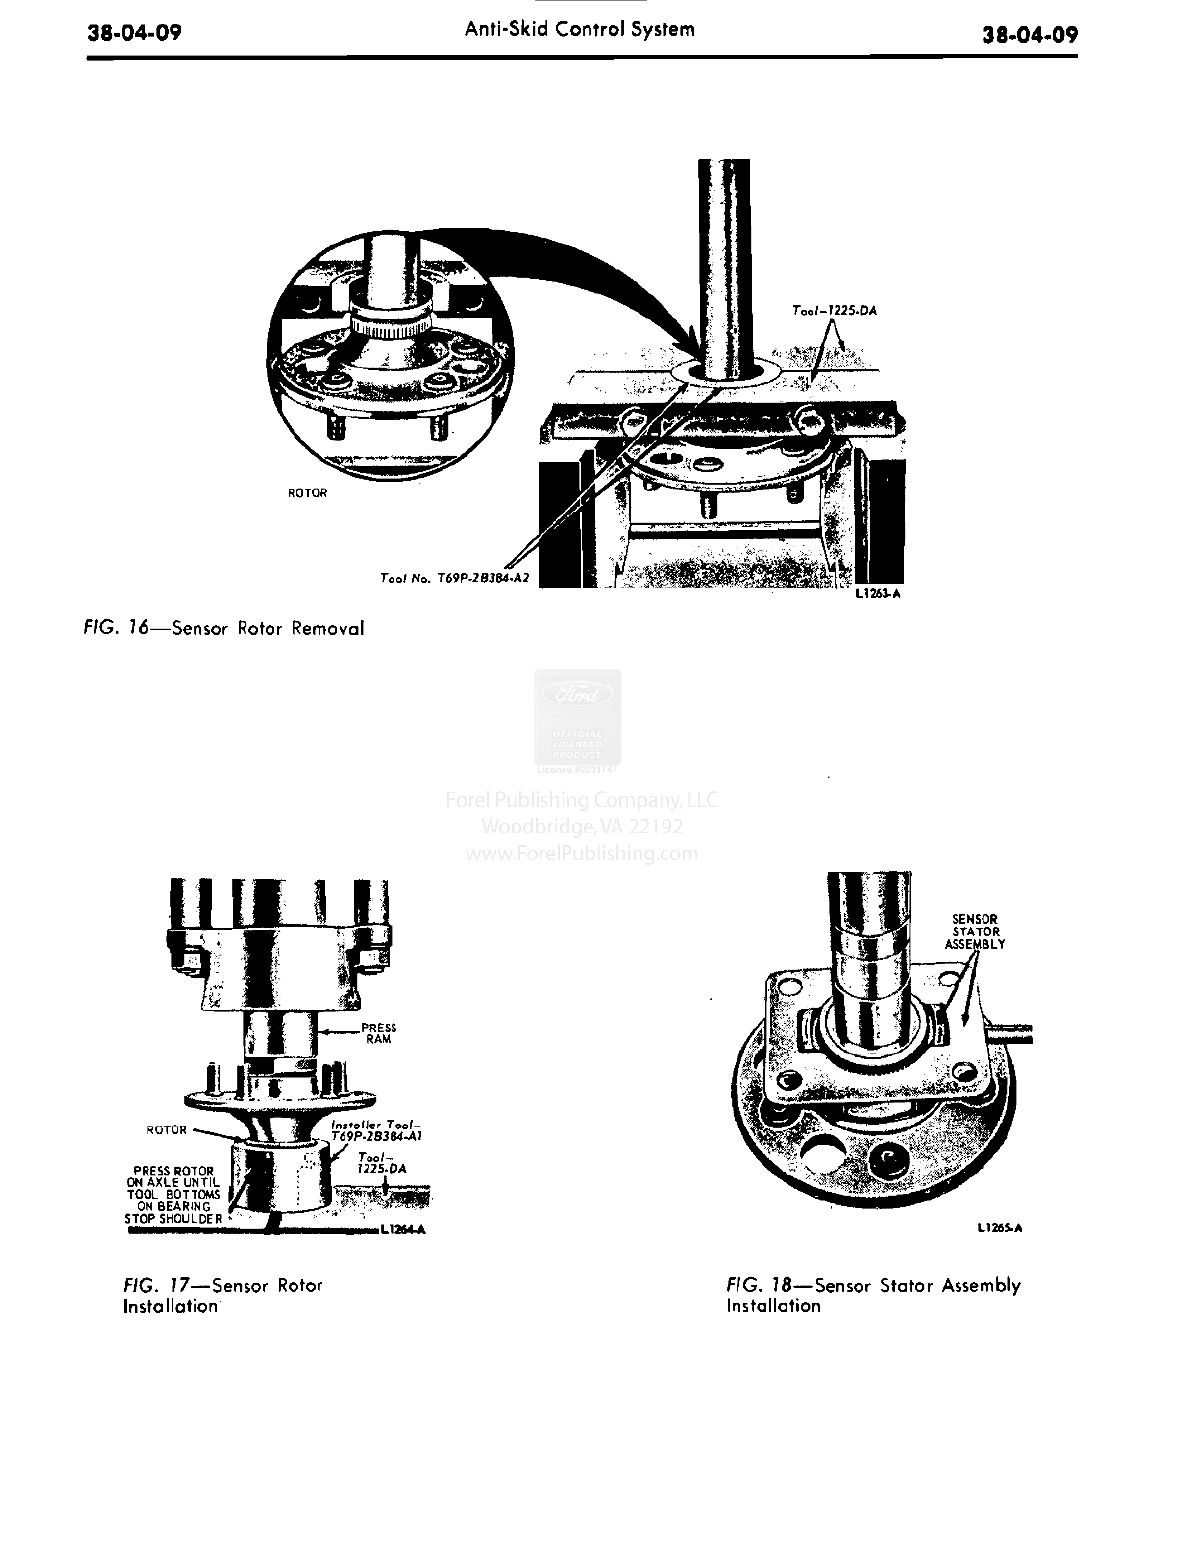 38-04-09
Anti-Skid Control System
38-04-09
Tool-1225-DA
ROTOR
Tool No. T69P-2B384-A2
L1263-A
FIG. 16—Sensor Rotor Removal
Ford
OFFICIAL
LICENSED
PRODUCT
License #2611747
Forel Publishing Company, LLC
Woodbridge, VA 22192
www.ForelPublishing.com
PRESS
RAM
ROTOR
Installer Tool-
T69P-2B384-A1
Tool-
1225-DA
PRESS ROTOR
ON AXLE UNTIL
TOOL BOTTOMS
ON BEARING
STOP SHOULDER
L1264-A
FIG. 17—Sensor Rotor
Installation
SENSOR
STATOR
ASSEMBLY
L1265-A
FIG. 18—Sensor Stator Assembly
Installation